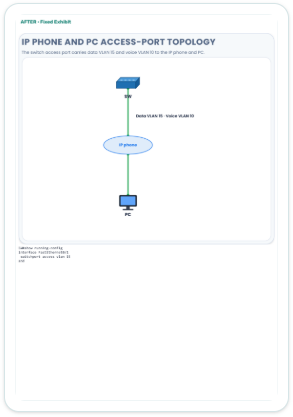 AFTER · Fixed Exhibit
IP PHONE AND PC ACCESS-PORT TOPOLOGY
The switch access port carries data VLAN 15 and voice VLAN 10 to the IP phone and PC.
SW
Data VLAN 15 · Voice VLAN 10
IP phone
PC
show running-config
interface FastEthernet0/1
switchport access vlan 15
end